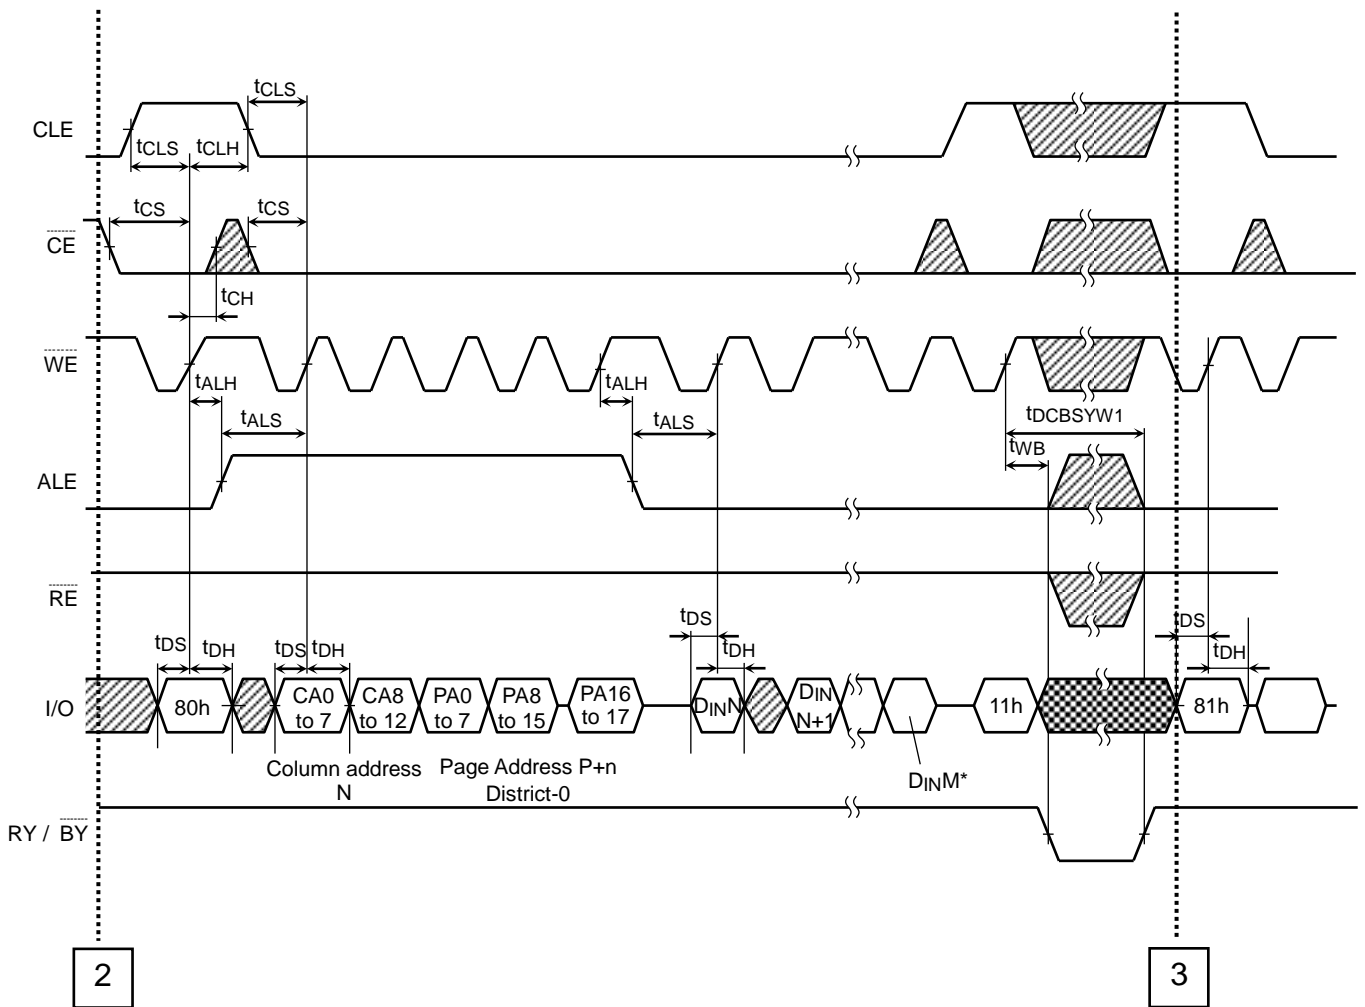 tCLS
CLE
tCLS
tCLH
tCS
tCS
CE
tCH
WE
tALH
tALH
tALS
tALS
tDCBSYW1
tWB
ALE
RE
tDS
tDH
tDS
tDH
tDS
tDH
tDS
tDH
I/O
80h
CA0
to 7
CA8
to 12
PA0
to 7
PA8
to 15
PA16
to 17
DINN
DIN
N+1
11h
81h
Column address
N
Page Address P+n
District-0
DINM*
RY / BY
2
3